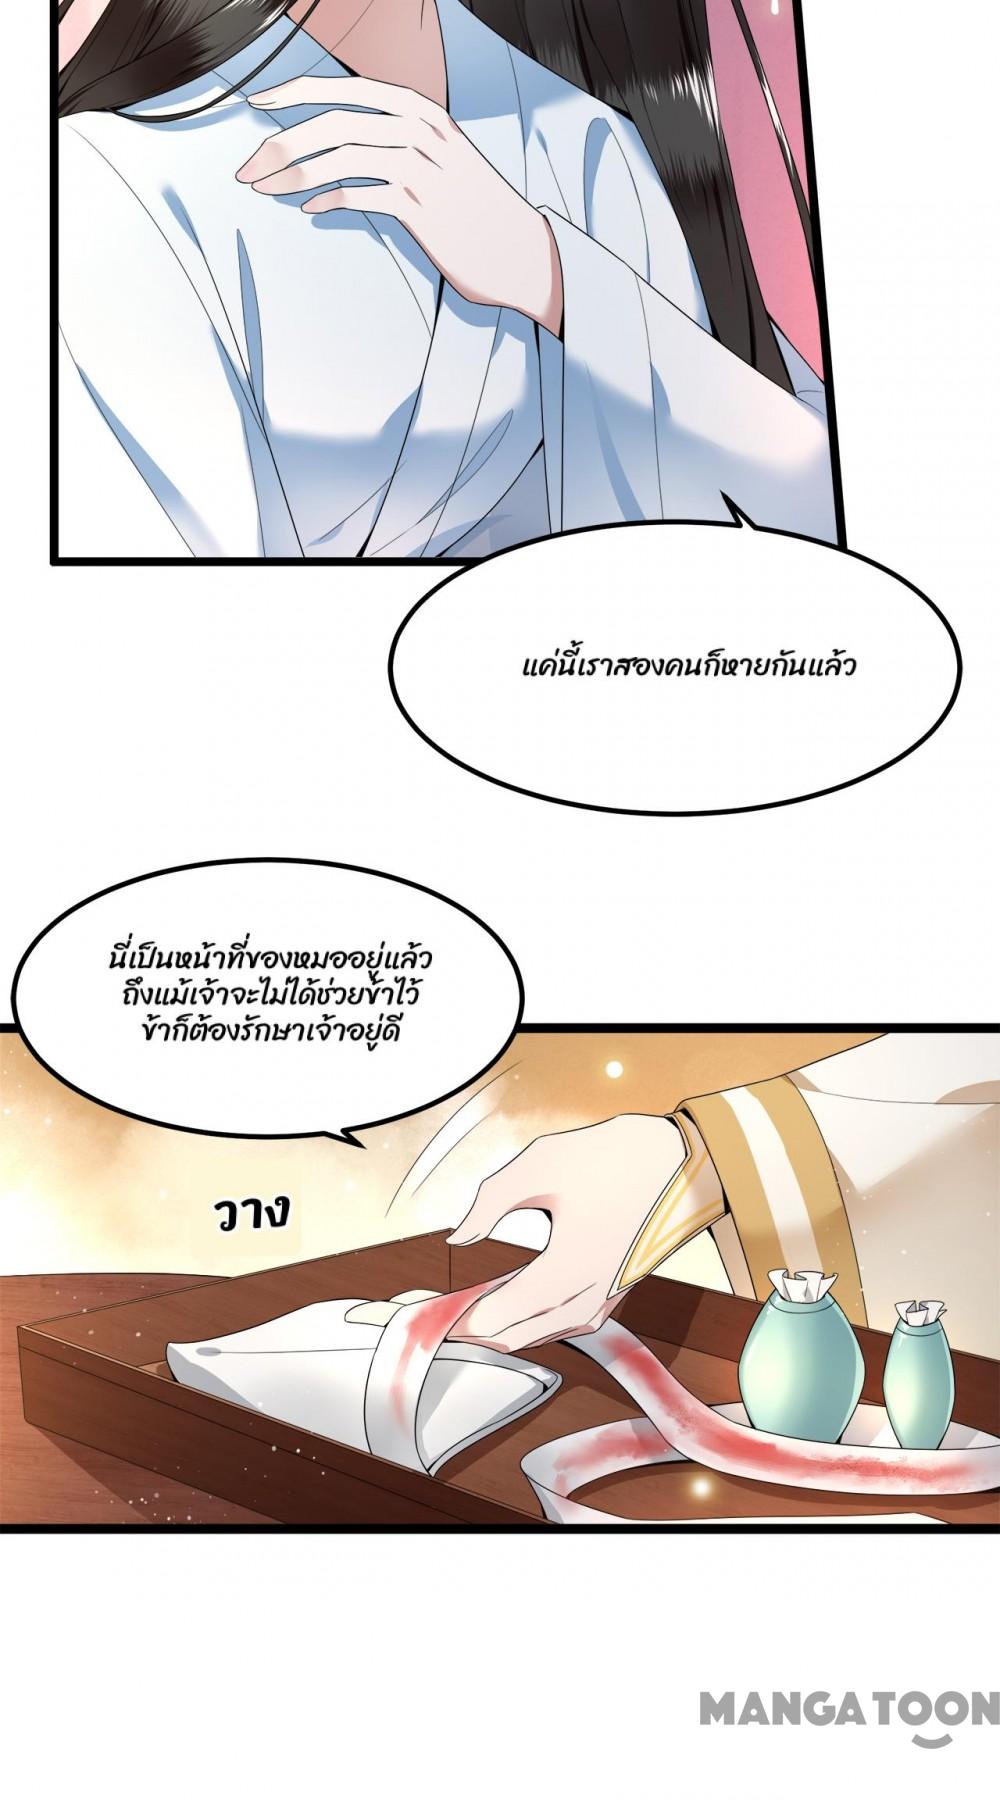 แค่นี้เราสองคนก็หายกันแล้ว
นี่เป็นหน้าที่ของหมออยู่แล้ว
ถึงแม้เจ้าจะไม่ได้ช่วยข้าไว้
ข้าก็ต้องรักษาเจ้าอยู่ดี
วาง
MANGATOON